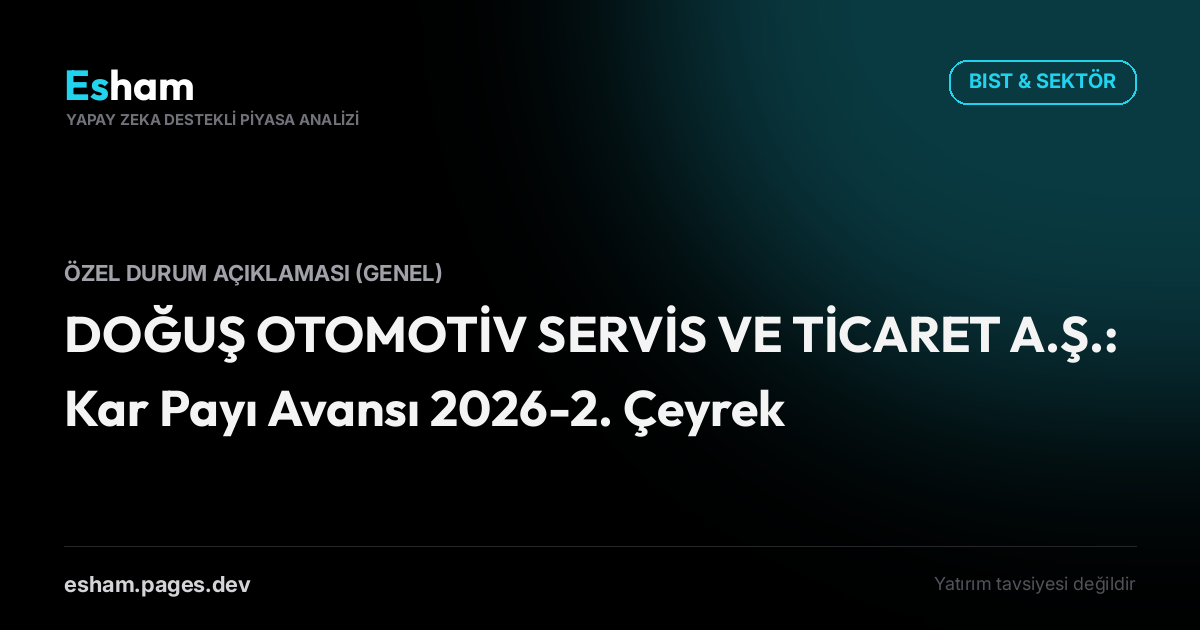 Esham
YAPAY ZEKA DESTEKLİ PİYASA ANALİZİ
BIST & SEKTÖR
ÖZEL DURUM AÇIKLAMASI (GENEL)
DOĞUŞ OTOMOTİV SERVİS VE TİCARET A.Ş.:
Kar Payı Avansı 2026-2. Çeyrek
esham.pages.dev
Yatırım tavsiyesi değildir